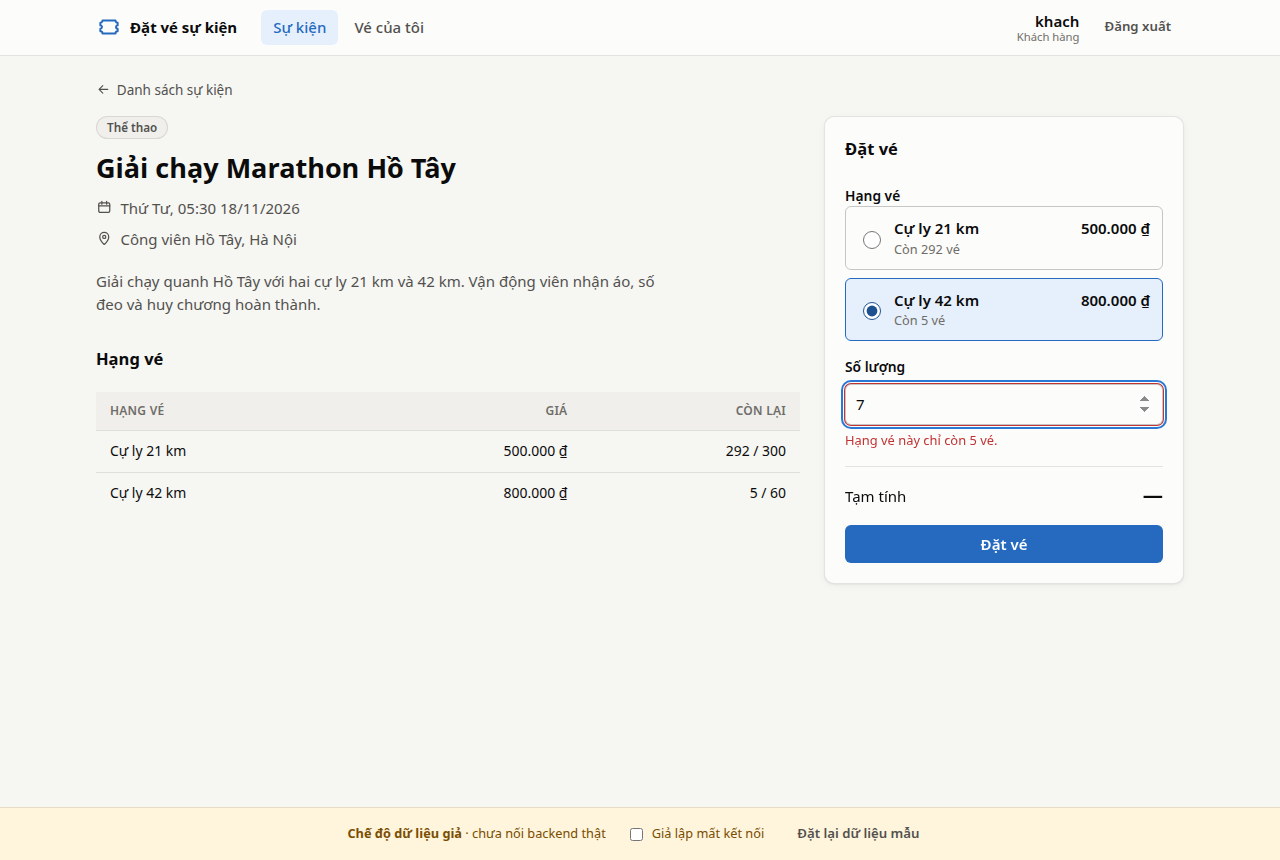 Đặt vé sự kiện
Sự kiện
Vé của tôi
khach
Khách hàng
Đăng xuất
← Danh sách sự kiện
Thể thao
Giải chạy Marathon Hồ Tây
Thứ Tư, 05:30 18/11/2026
Công viên Hồ Tây, Hà Nội
Giải chạy quanh Hồ Tây với hai cự ly 21 km và 42 km. Vận động viên nhận áo, số
đeo và huy chương hoàn thành.
Hạng vé
HẠNG VÉ GIÁ CÒN LẠI
Cự ly 21 km 500.000 ₫ 292 / 300
Cự ly 42 km 800.000 ₫ 5 / 60
Đặt vé
Hạng vé
Cự ly 21 km 500.000 ₫
Còn 292 vé
Cự ly 42 km 800.000 ₫
Còn 5 vé
Số lượng
7
Hạng vé này chỉ còn 5 vé.
Tạm tính —
Đặt vé
Chế độ dữ liệu giả · chưa nối backend thật
Giả lập mất kết nối
Đặt lại dữ liệu mẫu